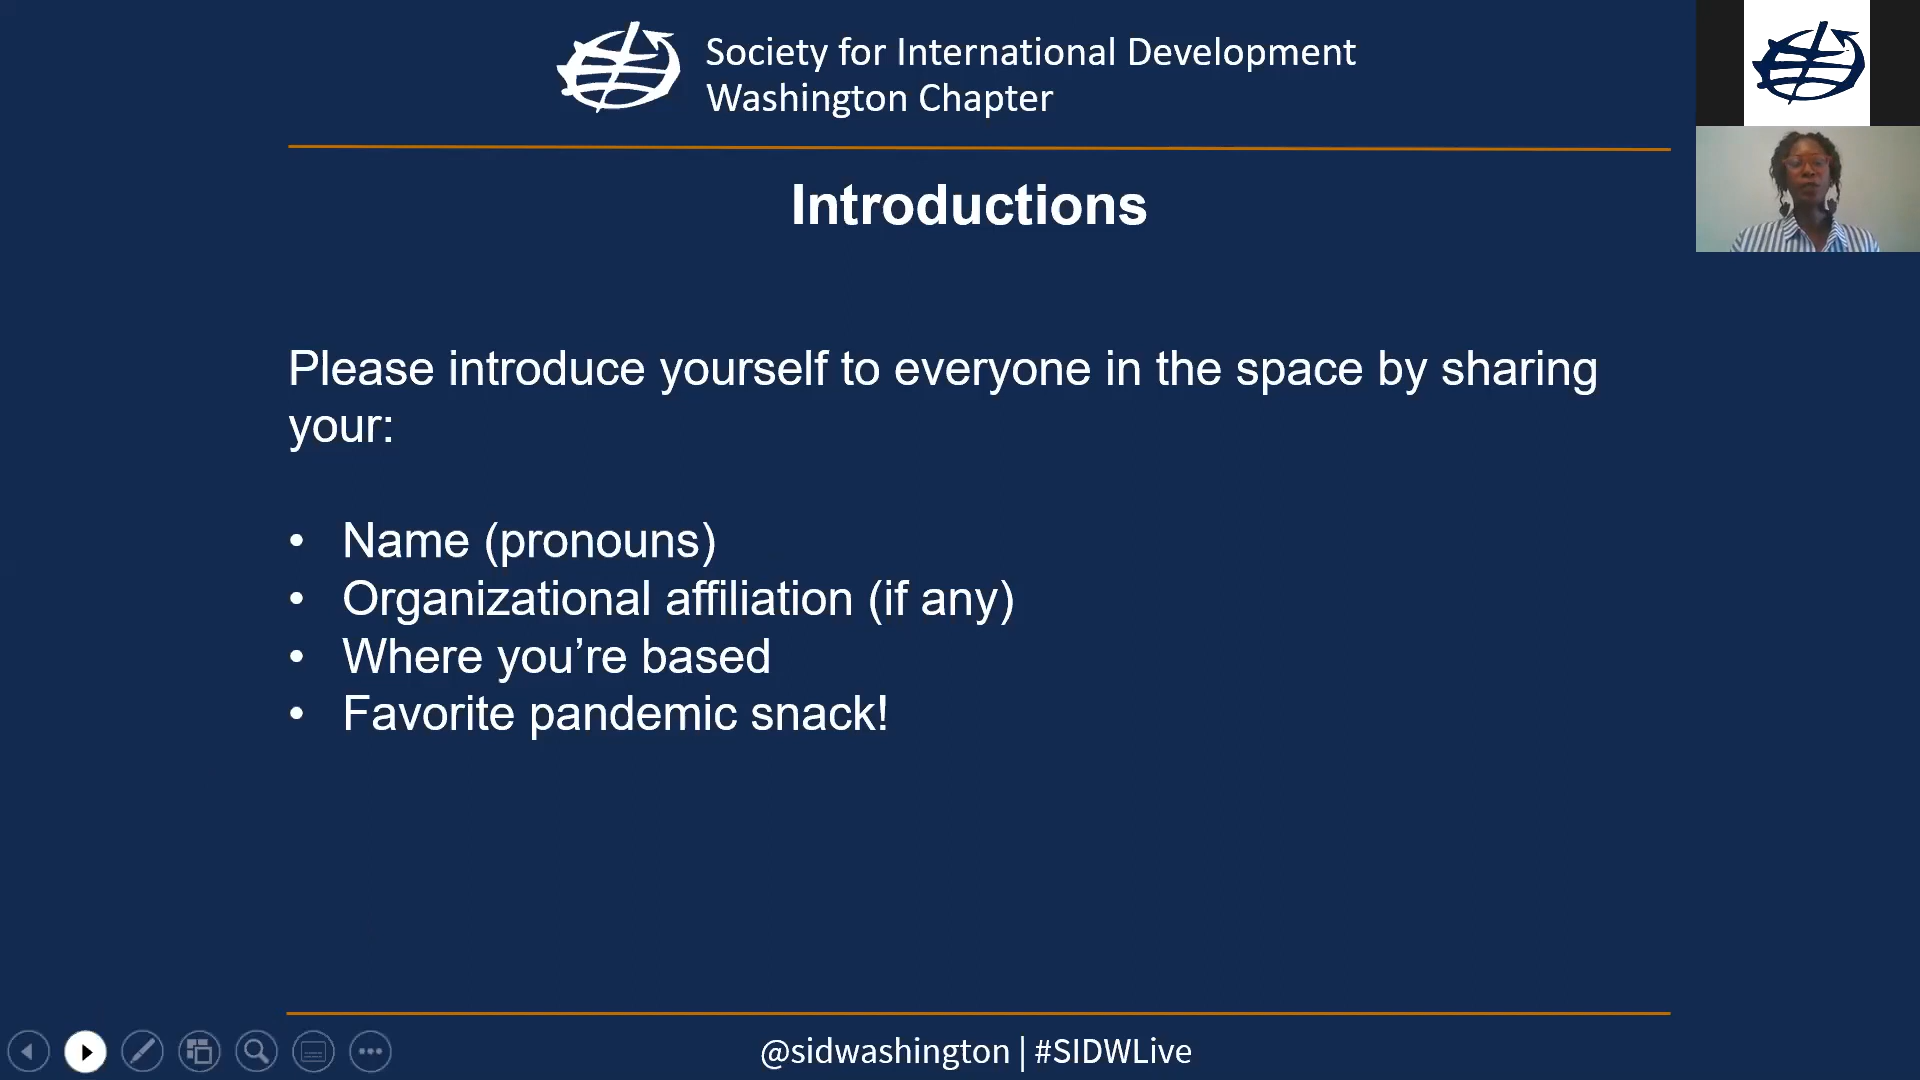 Society for International Development
Washington Chapter
Introductions
Please introduce yourself to everyone in the space by sharing
your:
• Name (pronouns)
• Organizational affiliation (if any)
• Where you’re based
• Favorite pandemic snack!
@sidwashington | #SIDWLive